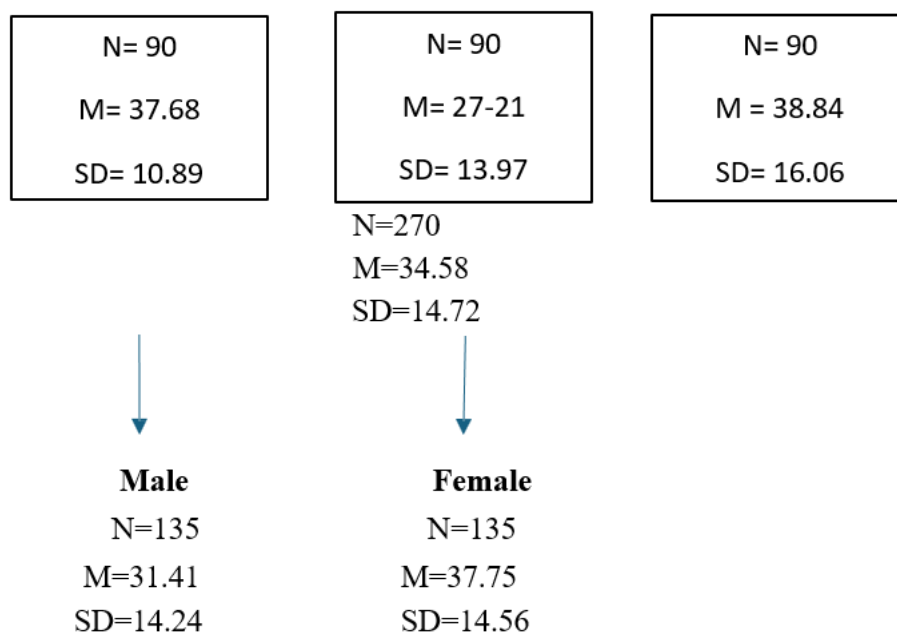 N= 90
M= 37.68
SD= 10.89
N= 90
M= 27-21
SD= 13.97
N= 90
M = 38.84
SD= 16.06
N=270
M=34.58
SD=14.72
Male
N=135
M=31.41
SD=14.24
Female
N=135
M=37.75
SD=14.56